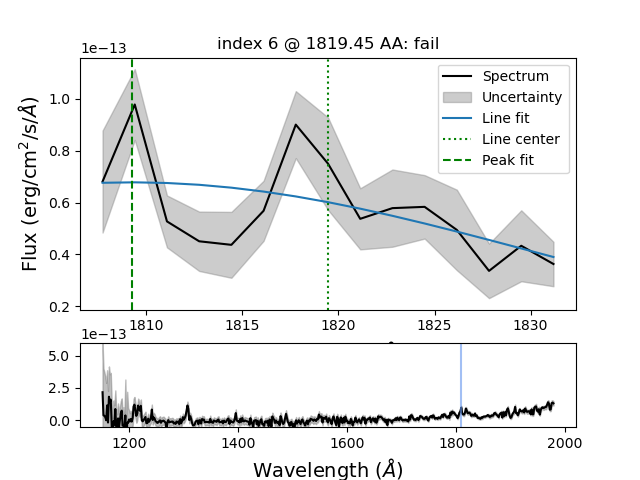 index 6 @ 1819.45 AA: fail
1e−13
Flux (erg/cm²/s/Å)
1.0
0.8
0.6
0.4
0.2
Spectrum
Uncertainty
Line fit
Line center
Peak fit
1810 1815 1820 1825 1830
1e−13
5.0
2.5
0.0
1200 1400 1600 1800 2000
Wavelength (Å)